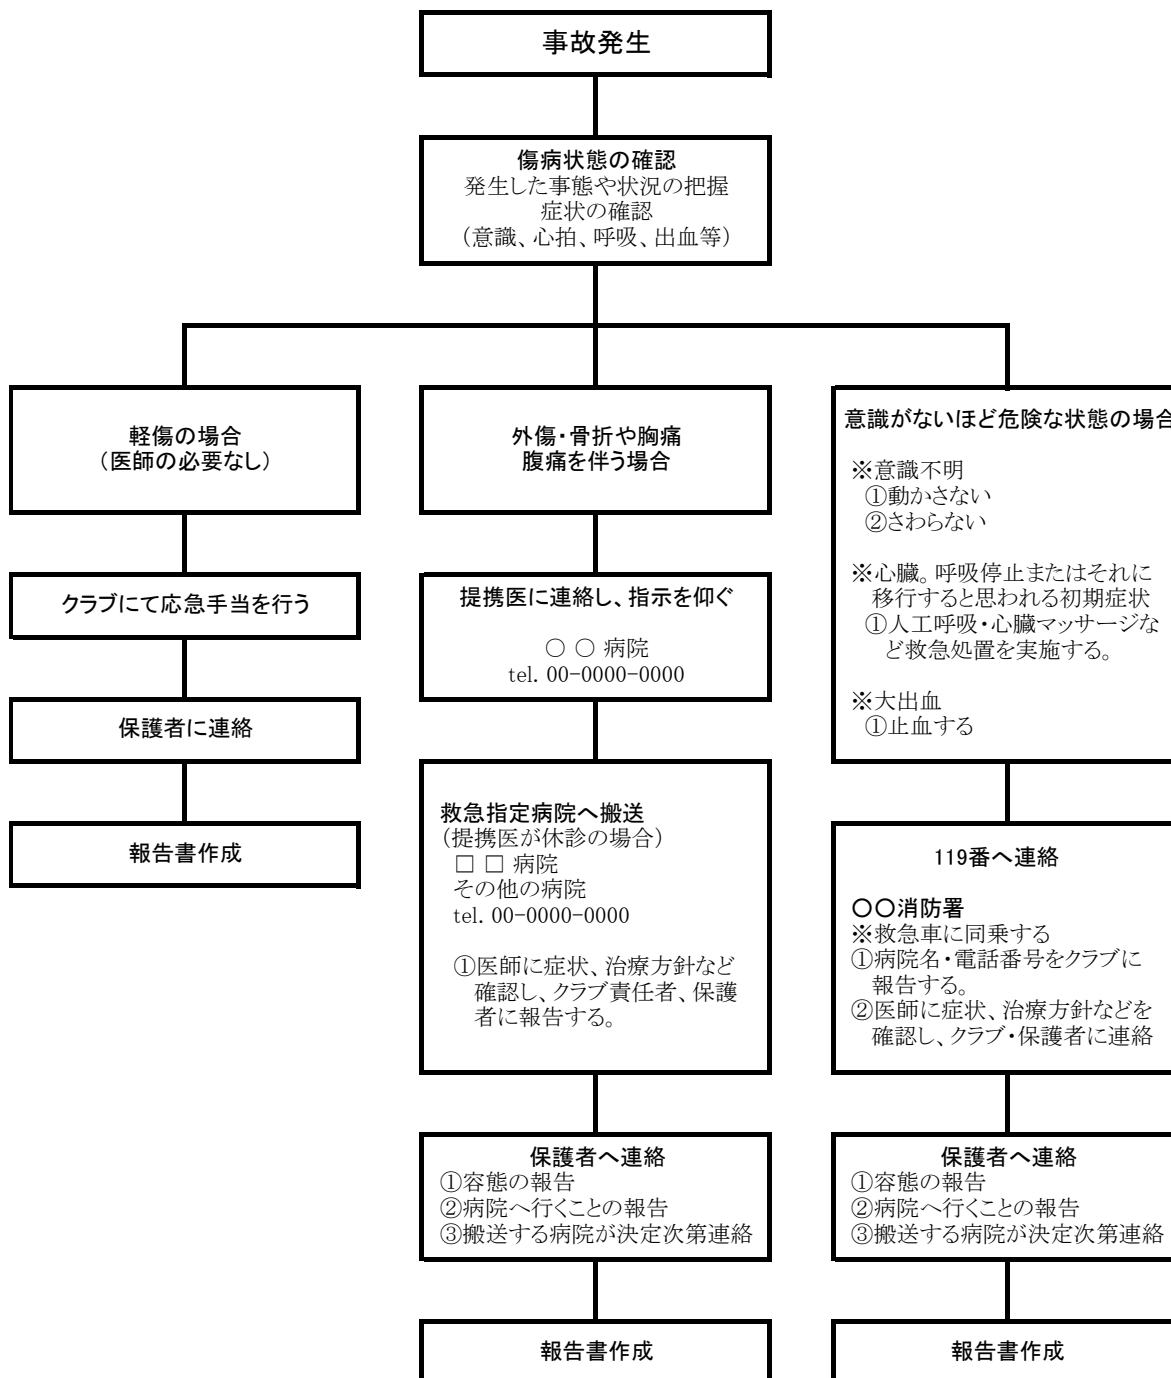 事故発生
傷病状態の確認
発生した事態や状況の把握
症状の確認
（意識、心拍、呼吸、出血等）
軽傷の場合
（医師の必要なし）
クラブにて応急手当を行う
保護者に連絡
報告書作成
外傷・骨折や胸痛
腹痛を伴う場合
提携医に連絡し、指示を仰ぐ
○ ○ 病院
tel. 00-0000-0000
救急指定病院へ搬送
（提携医が休診の場合）
□ □ 病院
その他の病院
tel. 00-0000-0000
①医師に症状、治療方針など
確認し、クラブ責任者、保護
者に報告する。
保護者へ連絡
①容態の報告
②病院へ行くことの報告
③搬送する病院が決定次第連絡
報告書作成
意識がないほど危険な状態の場合
※意識不明
①動かさない
②さわらない
※心臓。呼吸停止またはそれに
移行すると思われる初期症状
①人工呼吸・心臓マッサージな
ど救急処置を実施する。
※大出血
①止血する
119番へ連絡
○○消防署
※救急車に同乗する
①病院名・電話番号をクラブに
報告する。
②医師に症状、治療方針などを
確認し、クラブ・保護者に連絡
保護者へ連絡
①容態の報告
②病院へ行くことの報告
③搬送する病院が決定次第連絡
報告書作成